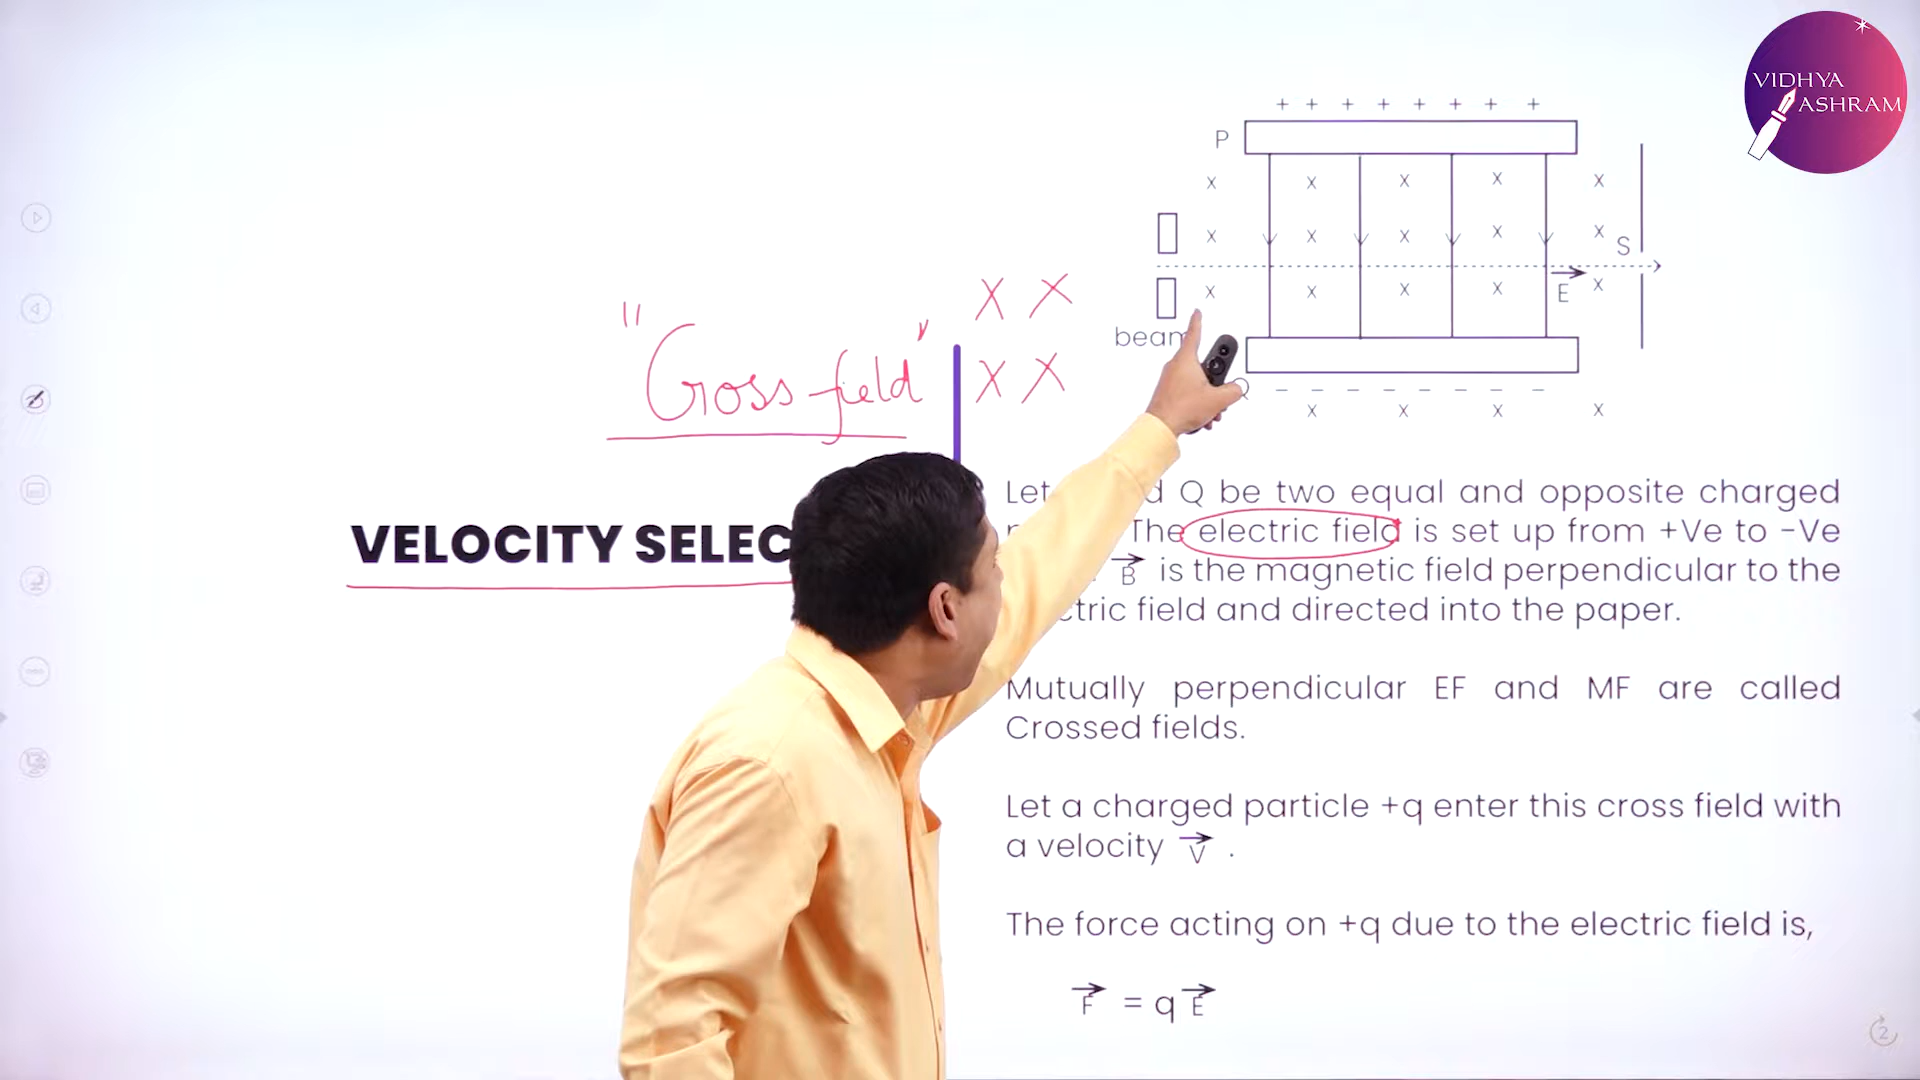 VIDHYA
ASHRAM
+ + + + + + + +
P
x x x x x
x x x x x
S
x x x x x
E
beam
Q
– – – – – – – –
x x x x
X X
"Cross field"
X X
VELOCITY
Let Q be two equal and opposite charged
The electric field is set up from +Ve to -Ve
B is the magnetic field perpendicular to the
field and directed into the paper.
Mutually perpendicular EF and MF are called
Crossed fields.
Let a charged particle +q enter this cross field with
a velocity V .
The force acting on +q due to the electric field is,
F = qE
2